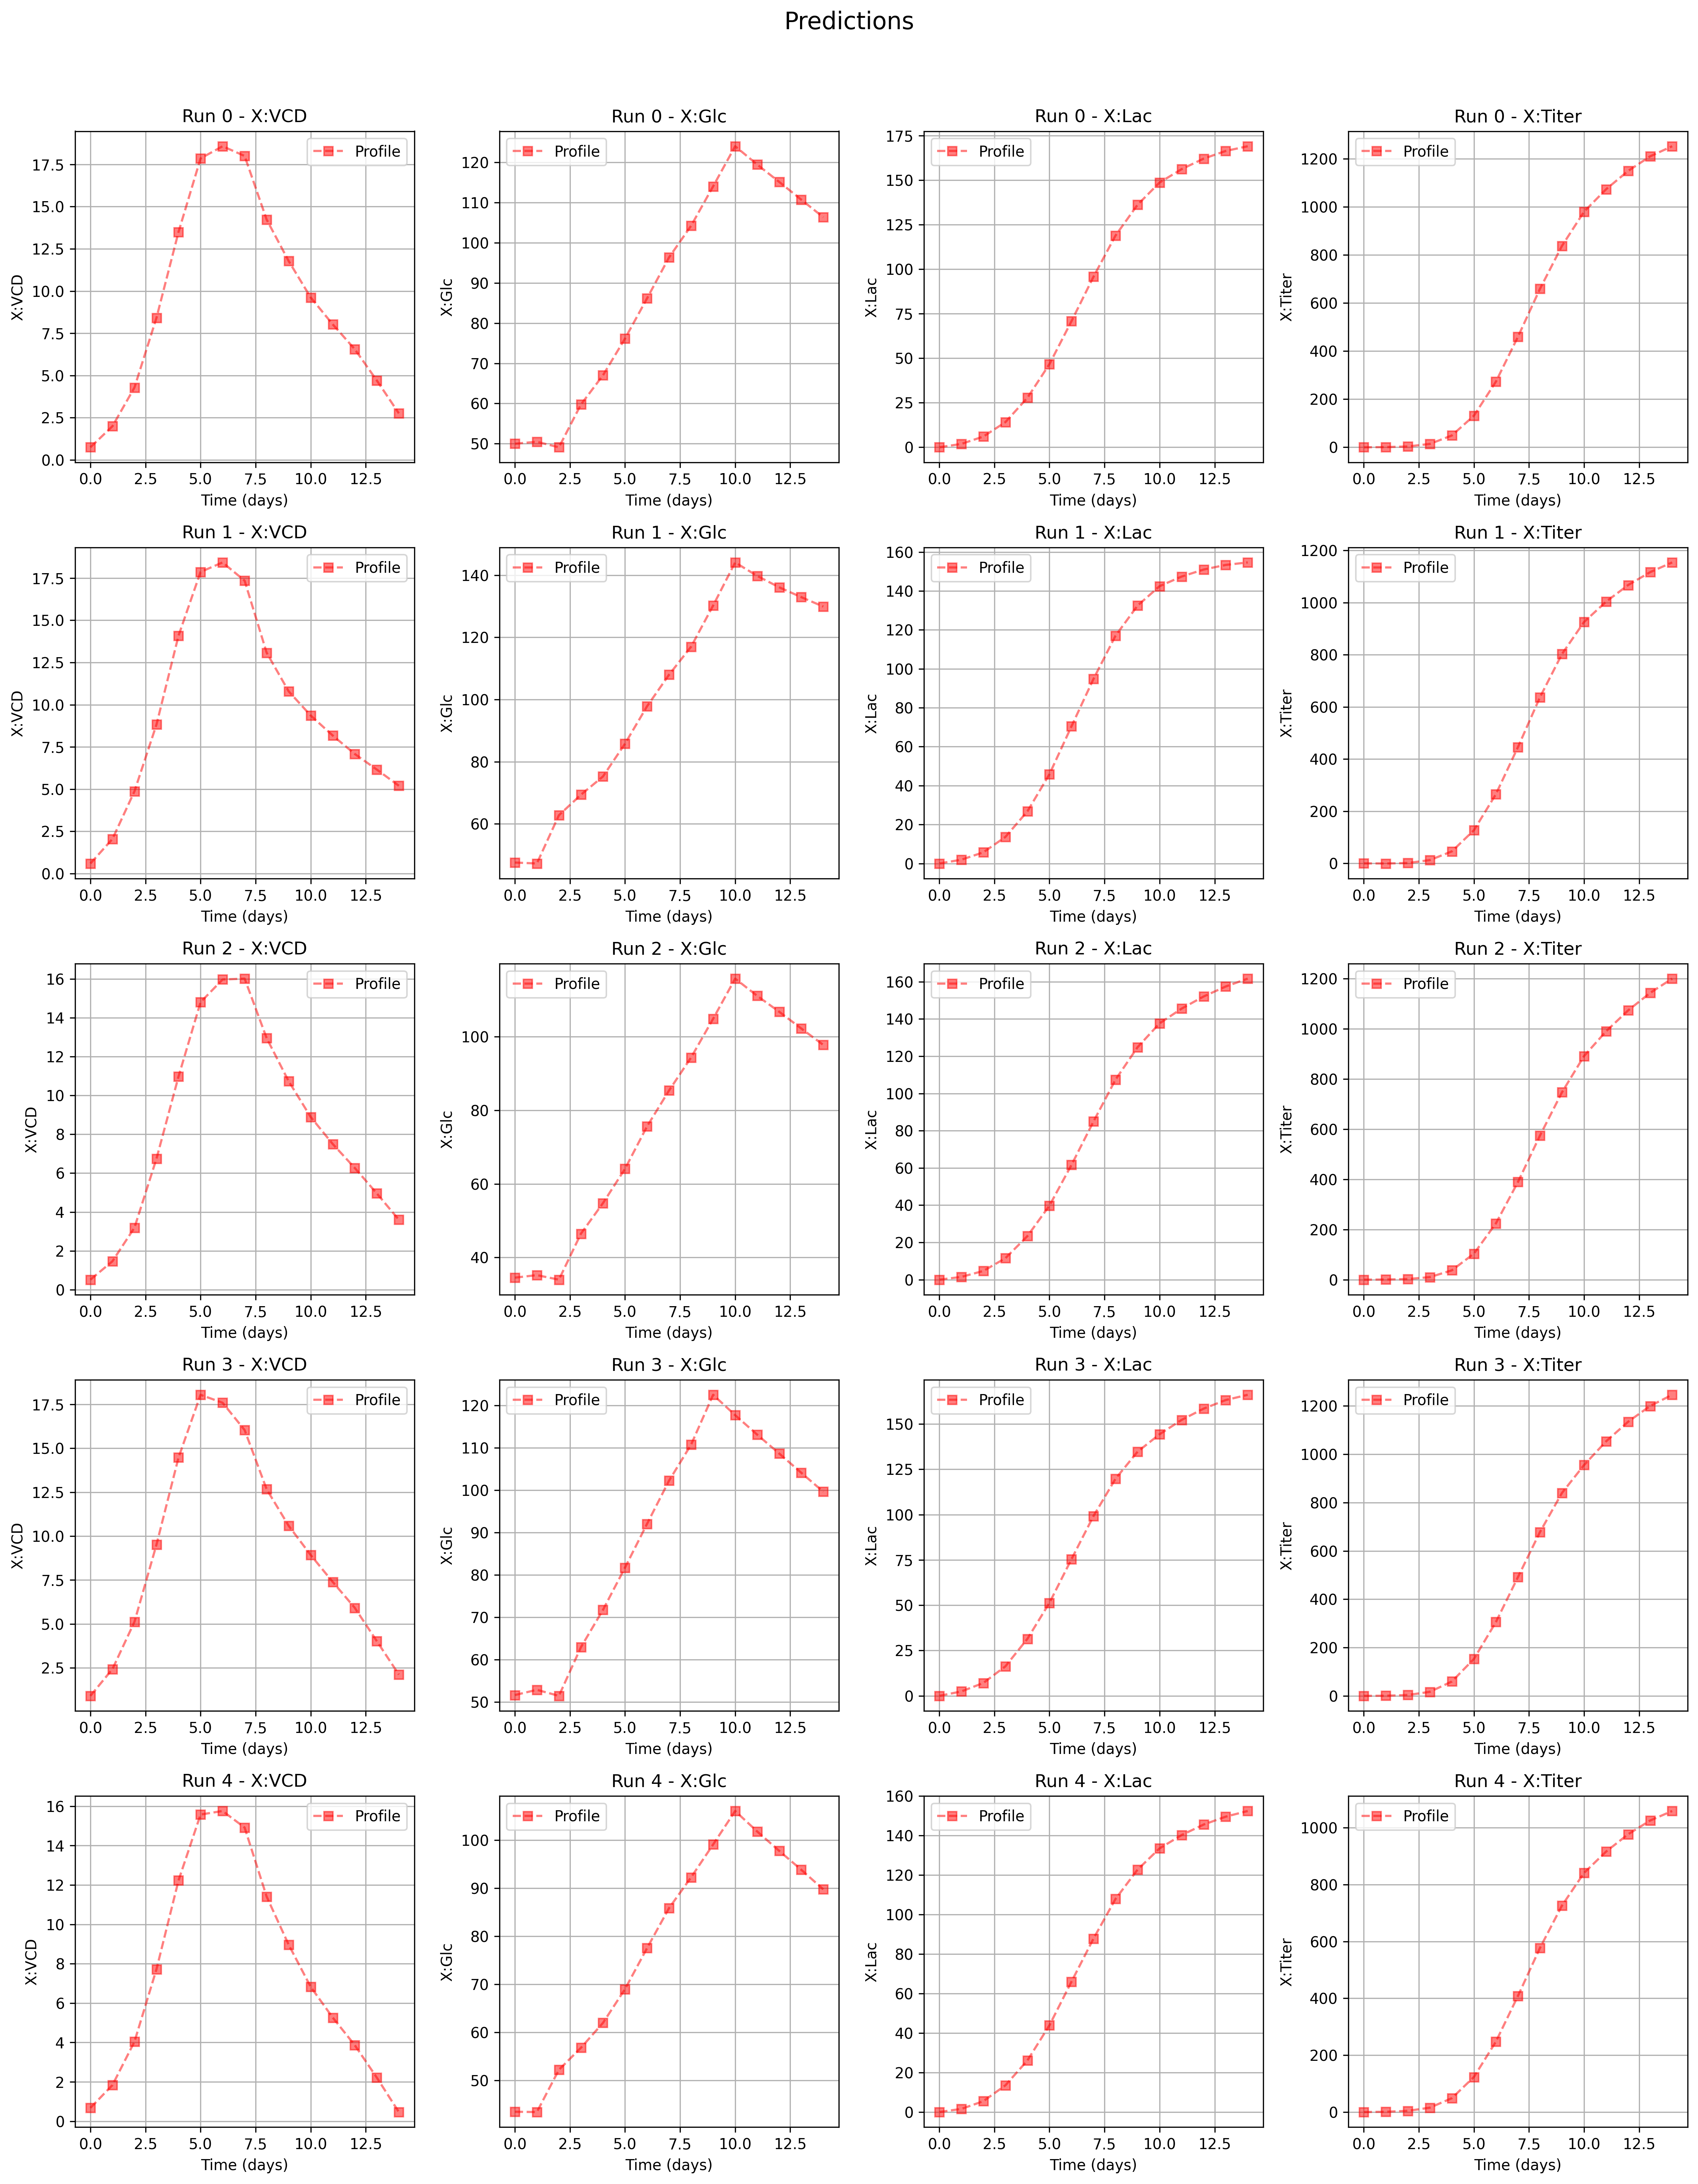 Predictions
Run 0 - X:VCD
Profile
17.5
15.0
12.5
10.0
7.5
5.0
2.5
0.0
X:VCD
0.0 2.5 5.0 7.5 10.0 12.5
Time (days)
Run 0 - X:Glc
Profile
120
110
100
90
80
70
60
50
X:Glc
0.0 2.5 5.0 7.5 10.0 12.5
Time (days)
Run 0 - X:Lac
Profile
175
150
125
100
75
50
25
0
X:Lac
0.0 2.5 5.0 7.5 10.0 12.5
Time (days)
Run 0 - X:Titer
Profile
1200
1000
800
600
400
200
0
X:Titer
0.0 2.5 5.0 7.5 10.0 12.5
Time (days)
Run 1 - X:VCD
Profile
17.5
15.0
12.5
10.0
7.5
5.0
2.5
0.0
X:VCD
0.0 2.5 5.0 7.5 10.0 12.5
Time (days)
Run 1 - X:Glc
Profile
140
120
100
80
60
X:Glc
0.0 2.5 5.0 7.5 10.0 12.5
Time (days)
Run 1 - X:Lac
Profile
160
140
120
100
80
60
40
20
0
X:Lac
0.0 2.5 5.0 7.5 10.0 12.5
Time (days)
Run 1 - X:Titer
Profile
1200
1000
800
600
400
200
0
X:Titer
0.0 2.5 5.0 7.5 10.0 12.5
Time (days)
Run 2 - X:VCD
Profile
16
14
12
10
8
6
4
2
0
X:VCD
0.0 2.5 5.0 7.5 10.0 12.5
Time (days)
Run 2 - X:Glc
Profile
100
80
60
40
X:Glc
0.0 2.5 5.0 7.5 10.0 12.5
Time (days)
Run 2 - X:Lac
Profile
160
140
120
100
80
60
40
20
0
X:Lac
0.0 2.5 5.0 7.5 10.0 12.5
Time (days)
Run 2 - X:Titer
Profile
1200
1000
800
600
400
200
0
X:Titer
0.0 2.5 5.0 7.5 10.0 12.5
Time (days)
Run 3 - X:VCD
Profile
17.5
15.0
12.5
10.0
7.5
5.0
2.5
X:VCD
0.0 2.5 5.0 7.5 10.0 12.5
Time (days)
Run 3 - X:Glc
Profile
120
110
100
90
80
70
60
50
X:Glc
0.0 2.5 5.0 7.5 10.0 12.5
Time (days)
Run 3 - X:Lac
Profile
150
125
100
75
50
25
0
X:Lac
0.0 2.5 5.0 7.5 10.0 12.5
Time (days)
Run 3 - X:Titer
Profile
1200
1000
800
600
400
200
0
X:Titer
0.0 2.5 5.0 7.5 10.0 12.5
Time (days)
Run 4 - X:VCD
Profile
16
14
12
10
8
6
4
2
0
X:VCD
0.0 2.5 5.0 7.5 10.0 12.5
Time (days)
Run 4 - X:Glc
Profile
100
90
80
70
60
50
X:Glc
0.0 2.5 5.0 7.5 10.0 12.5
Time (days)
Run 4 - X:Lac
Profile
160
140
120
100
80
60
40
20
0
X:Lac
0.0 2.5 5.0 7.5 10.0 12.5
Time (days)
Run 4 - X:Titer
Profile
1000
800
600
400
200
0
X:Titer
0.0 2.5 5.0 7.5 10.0 12.5
Time (days)